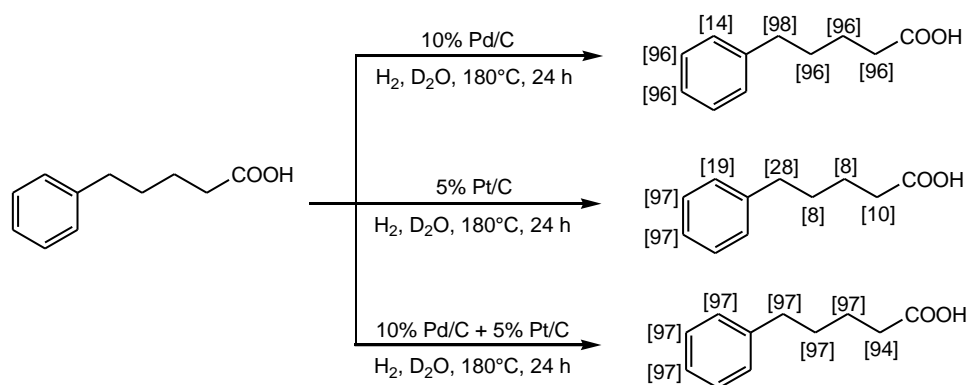 10% Pd/C
H₂, D₂O, 180°C, 24 h
[14]
[98]
[96]
COOH
[96]
[96]
[96]
[96]
COOH
5% Pt/C
H₂, D₂O, 180°C, 24 h
[19]
[28]
[8]
COOH
[97]
[97]
[8]
[10]
10% Pd/C + 5% Pt/C
H₂, D₂O, 180°C, 24 h
[97]
[97]
[97]
COOH
[97]
[97]
[97]
[94]